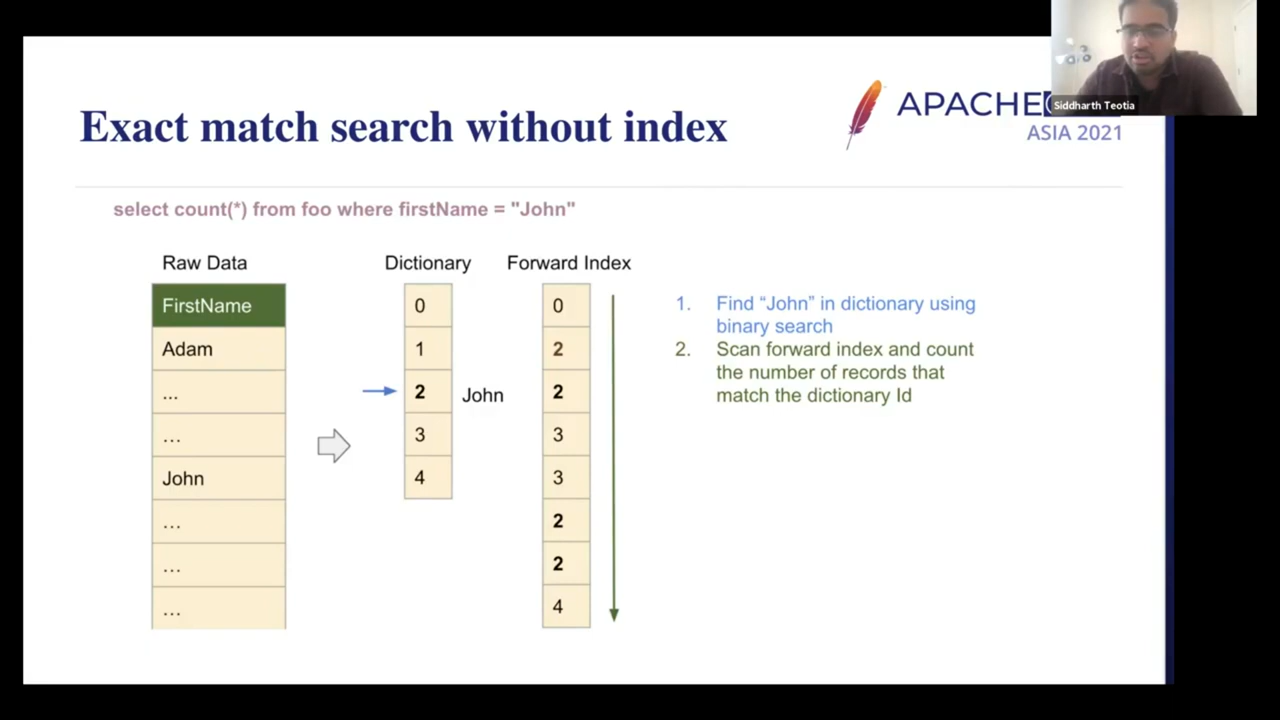 Siddharth Teotia
APACHE
ASIA 2021
Exact match search without index
select count(*) from foo where firstName = "John"
Raw Data
FirstName
Adam
...
...
John
...
...
...
Dictionary
0
1
2
3
4
John
Forward Index
0
2
2
3
3
2
2
4
1. Find “John” in dictionary using
binary search
2. Scan forward index and count
the number of records that
match the dictionary Id